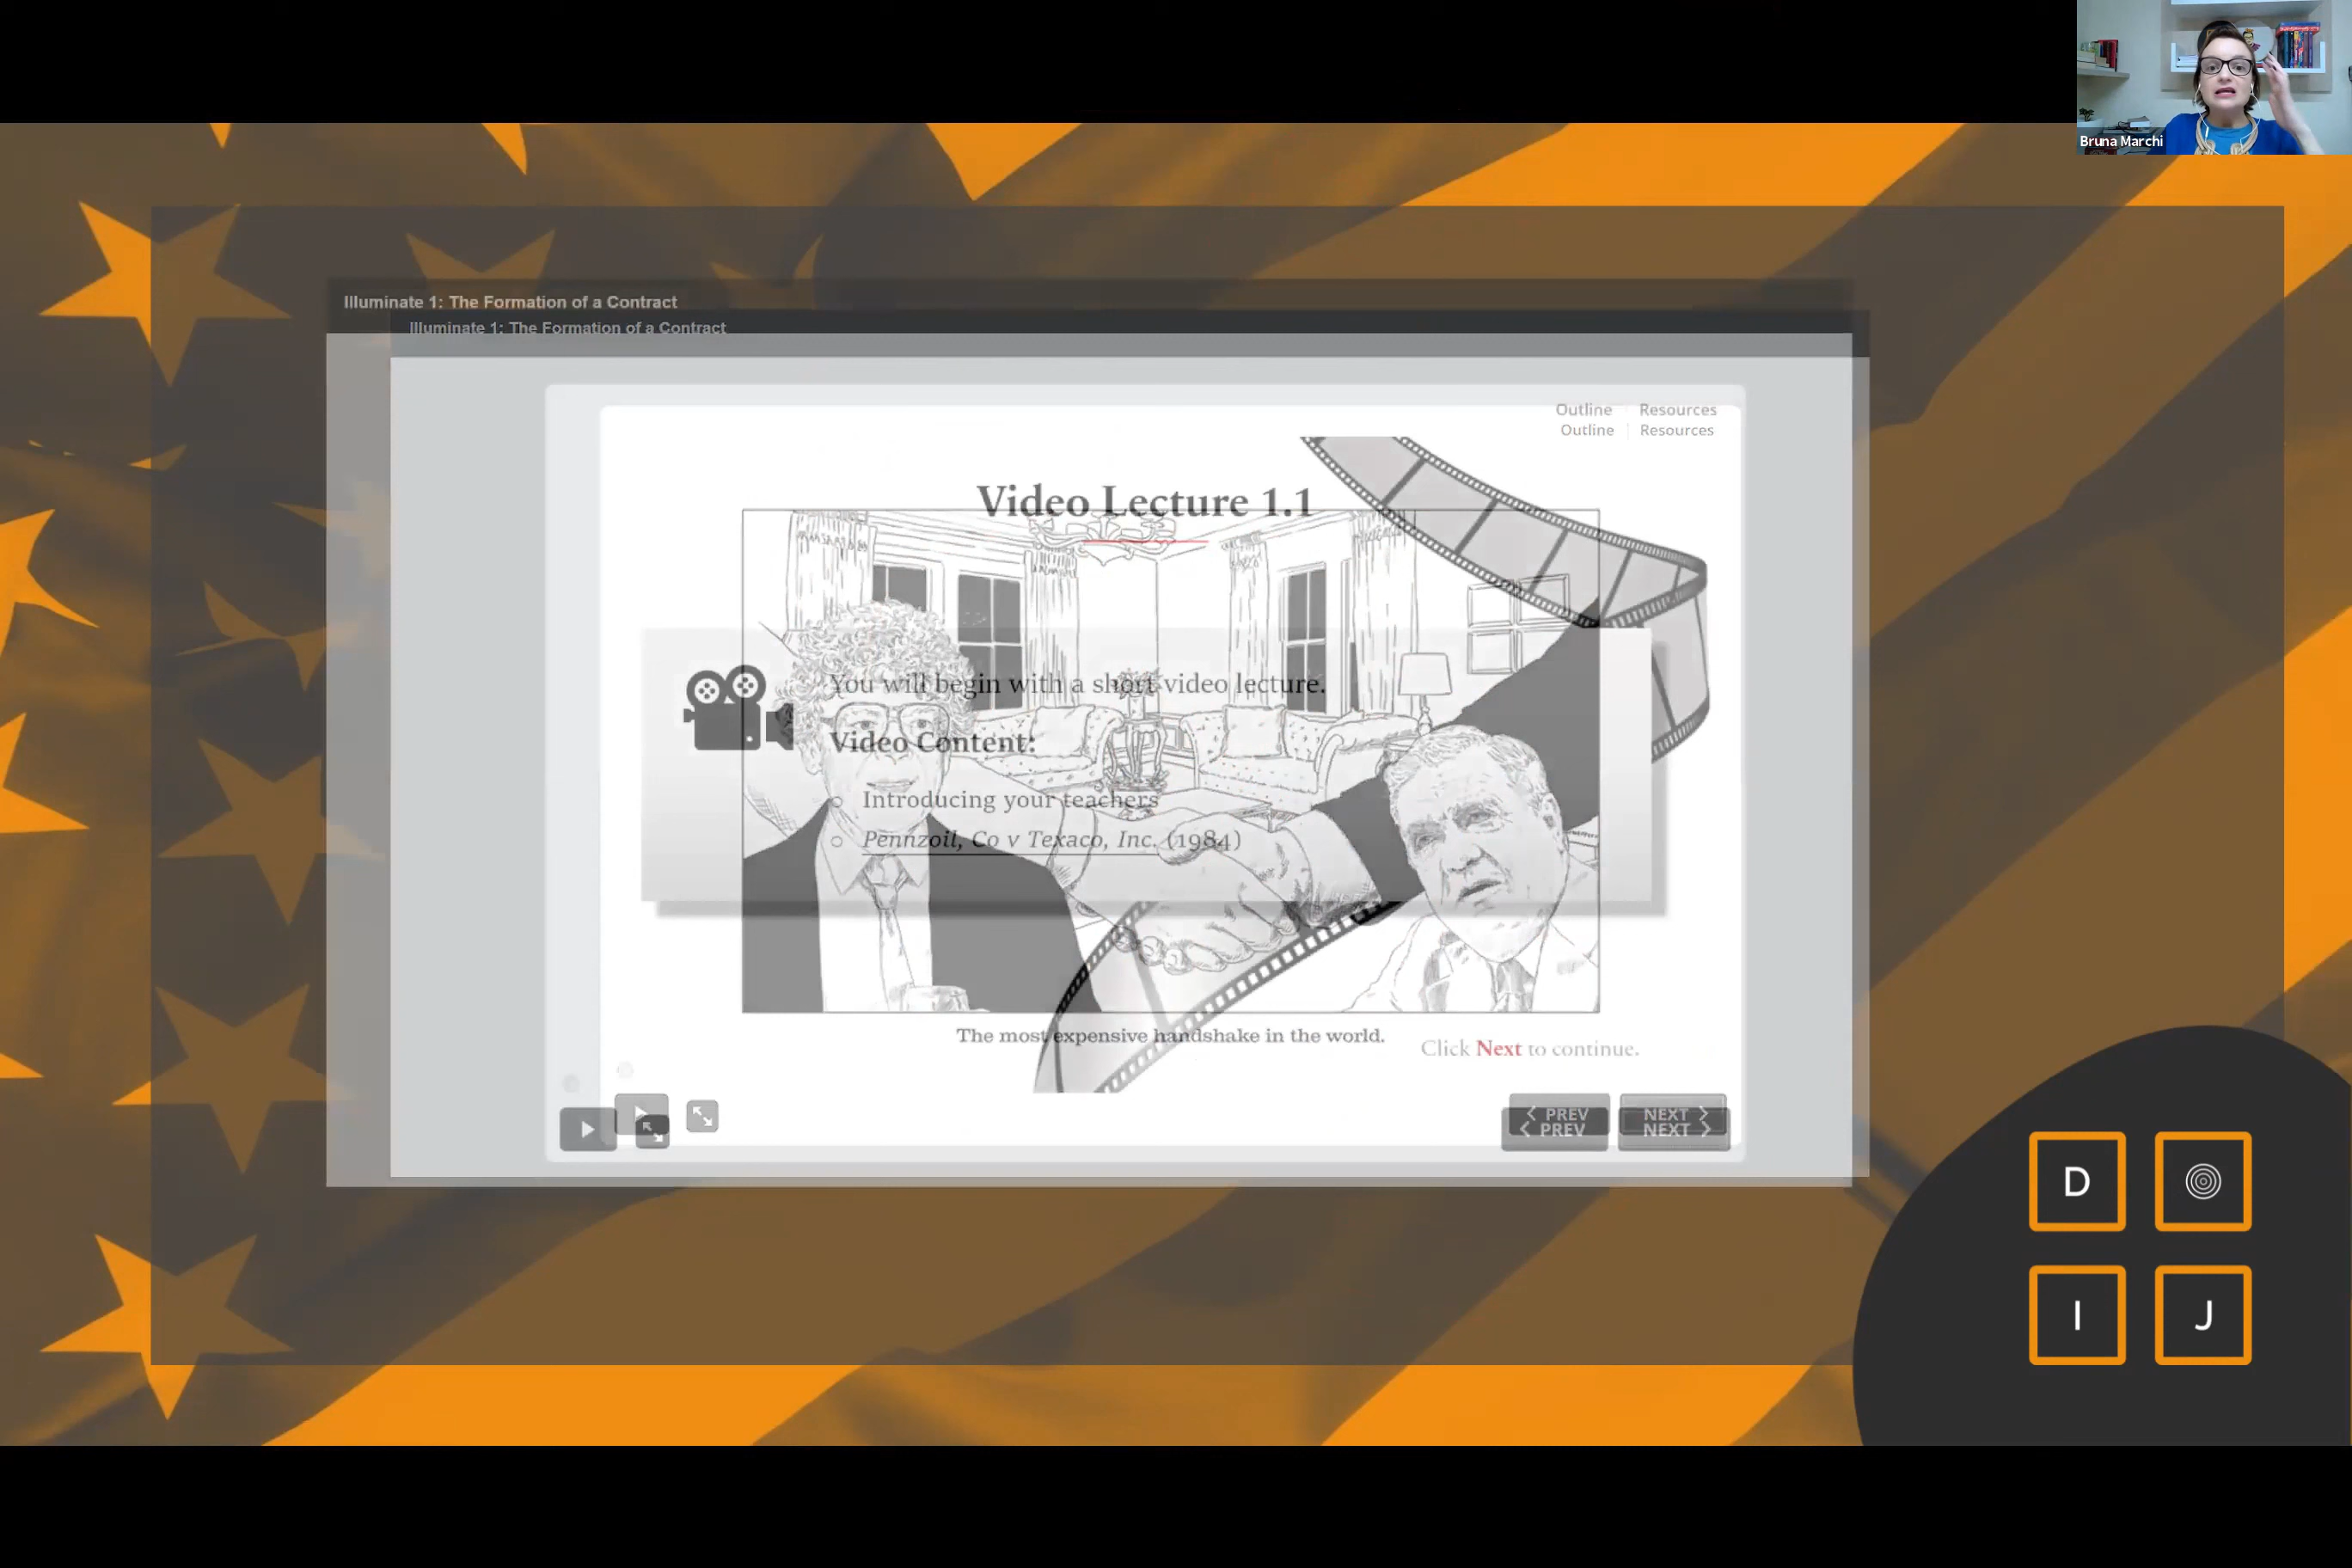 Bruna Marchi
Illuminate 1: The Formation of a Contract
Illuminate 1: The Formation of a Contract
Outline Resources
Outline Resources
Video Lecture 1.1
You will begin with a short video lecture.
Video Content:
Introducing your teachers
Pennzoil, Co v Texaco, Inc. (1984)
The most expensive handshake in the world.
Click Next to continue.
PREV NEXT
PREV NEXT
D
I J